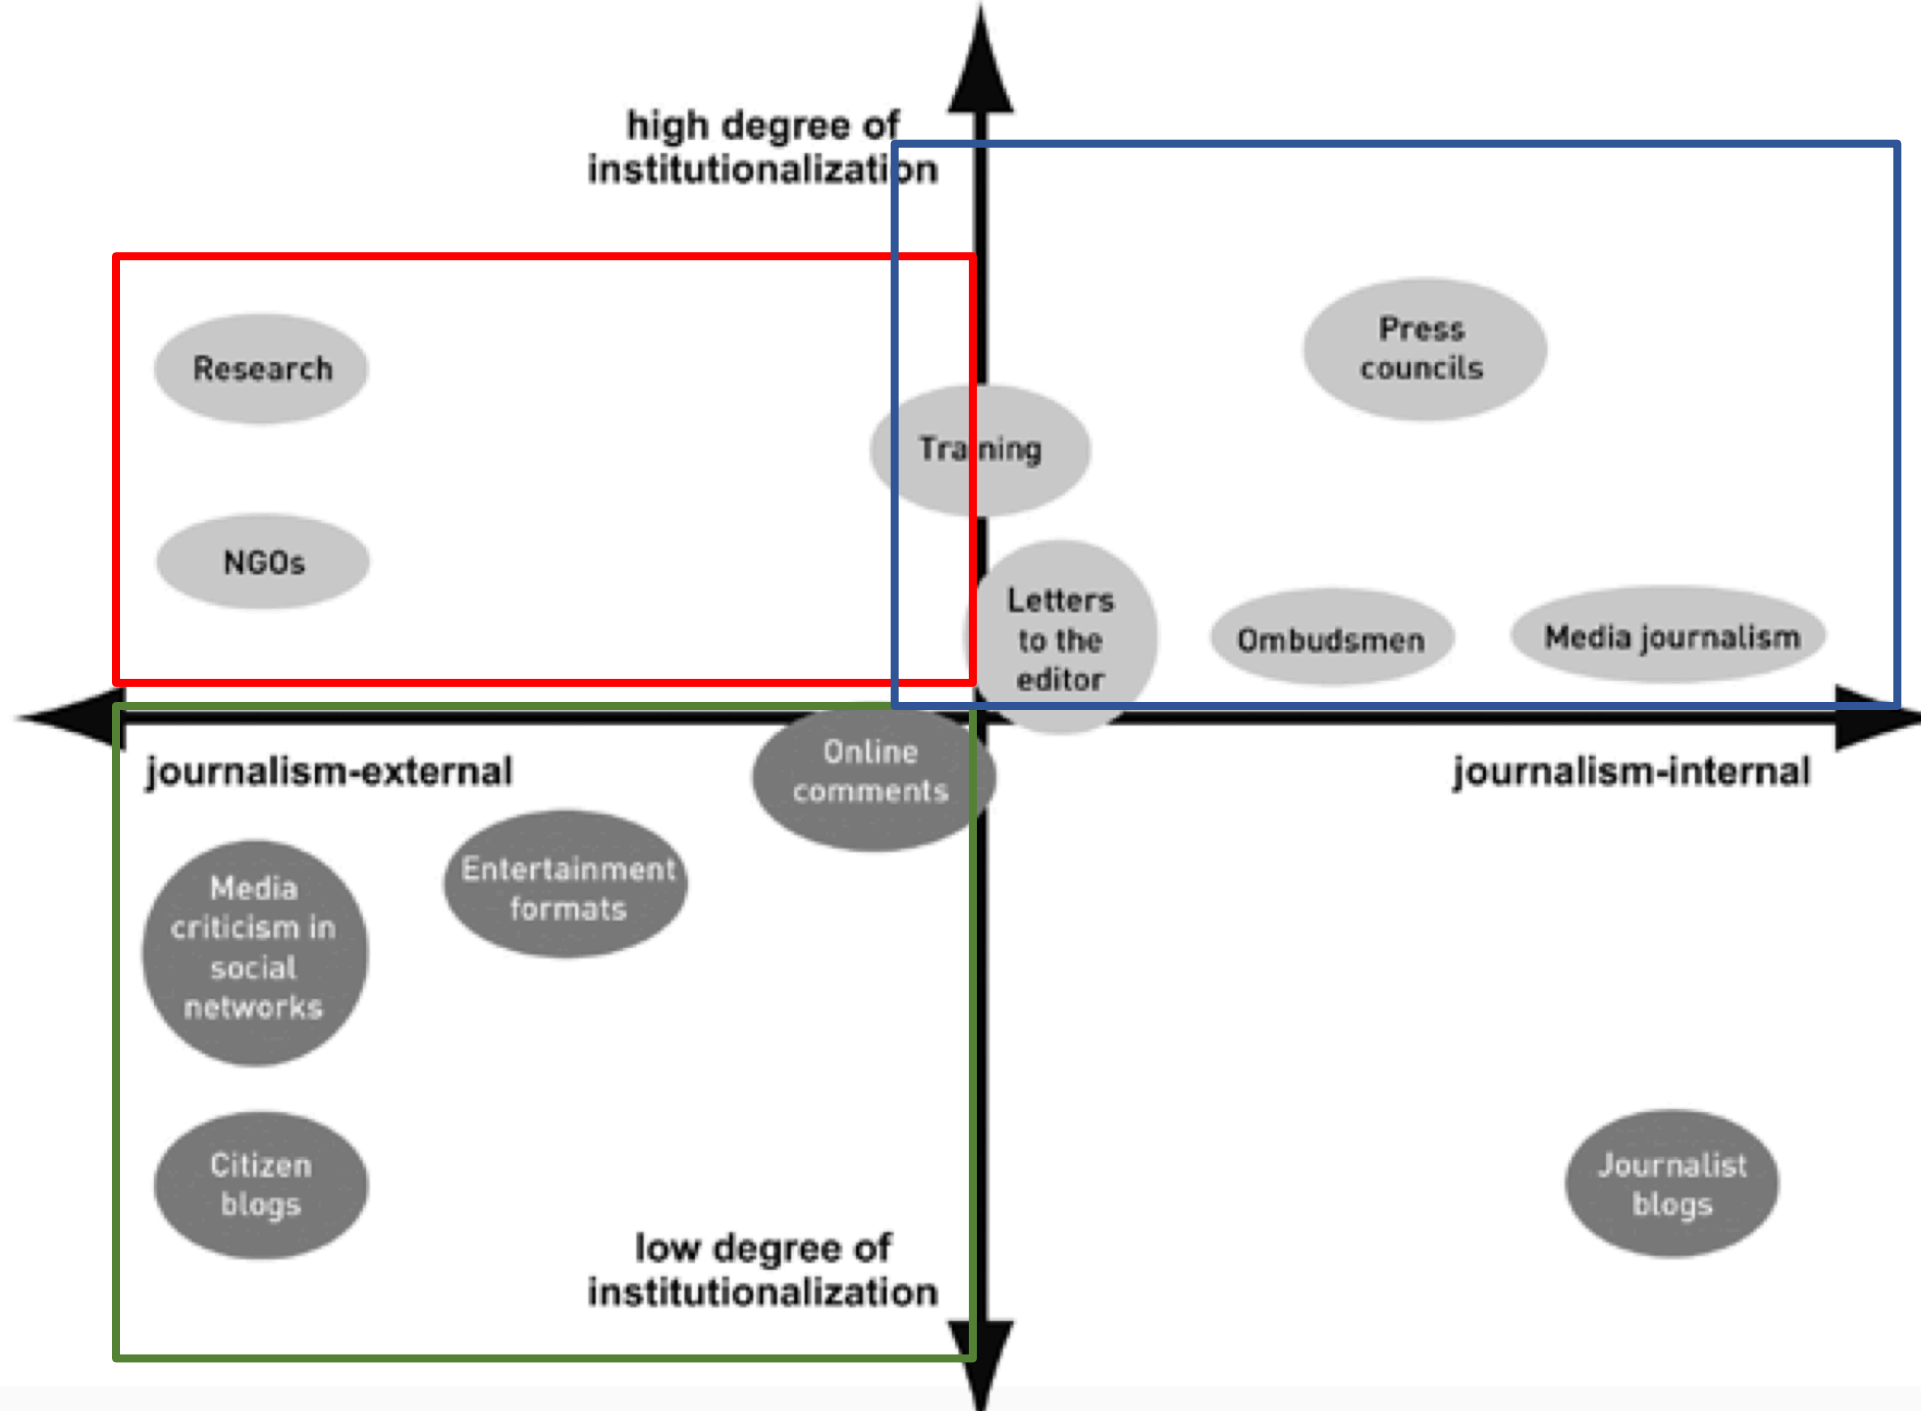 high degree of
institutionalization
Research
Press
councils
Training
NGOs
Letters
to the
editor
Ombudsmen
Media journalism
journalism-external
journalism-internal
Online
comments
Entertainment
formats
Media
criticism in
social
networks
Citizen
blogs
Journalist
blogs
low degree of
institutionalization